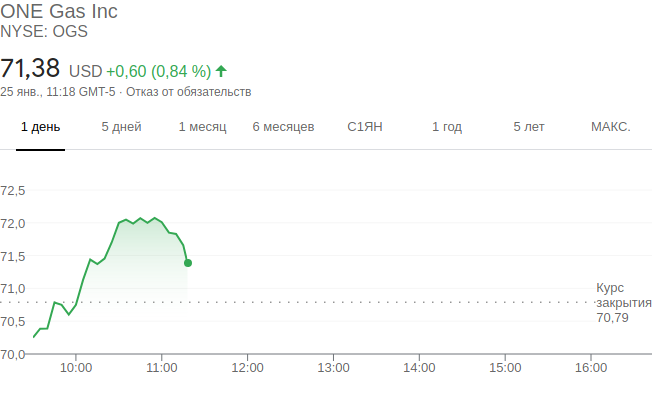 ONE Gas Inc
NYSE: OGS
71,38 USD +0,60 (0,84 %)
25 янв., 11:18 GMT-5 · Отказ от обязательств
1 день 5 дней 1 месяц 6 месяцев С1ЯН 1 год 5 лет МАКС.
72,5
72,0
71,5
71,0
Курс
закрытия
70,79
70,5
70,0
10:00 11:00 12:00 13:00 14:00 15:00 16:00